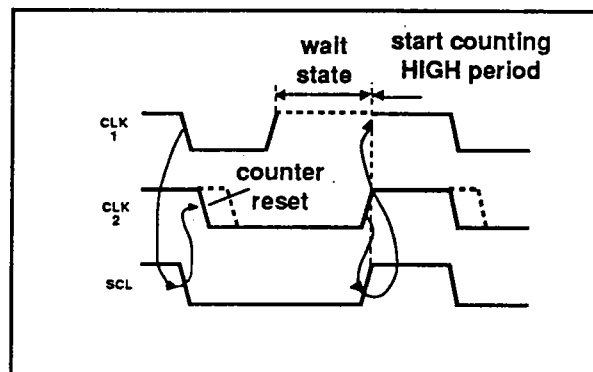 wait
state
start counting
HIGH period
CLK
1
counter
reset
CLK
2
SCL